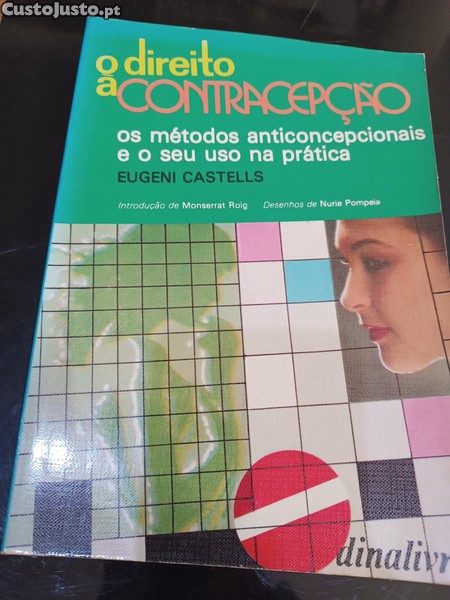 CustoJusto.pt
o direito
à CONTRACEPÇÃO
os métodos anticoncepcionais
e o seu uso na prática
EUGENI CASTELLS
Introdução de Monserrat Roig Desenhos de Nuria Pompeia
dinalivr